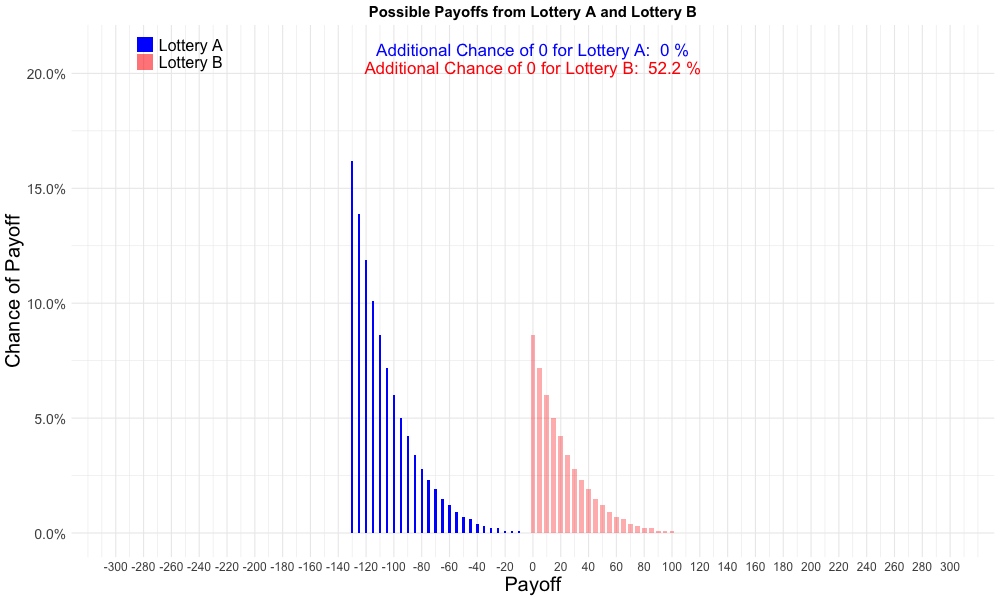 Possible Payoffs from Lottery A and Lottery B
Lottery A
Lottery B
Additional Chance of 0 for Lottery A:  0 %
Additional Chance of 0 for Lottery B:  52.2 %
Chance of Payoff
20.0%
15.0%
10.0%
5.0%
0.0%
-300 -280 -260 -240 -220 -200 -180 -160 -140 -120 -100 -80 -60 -40 -20 0 20 40 60 80 100 120 140 160 180 200 220 240 260 280 300
Payoff